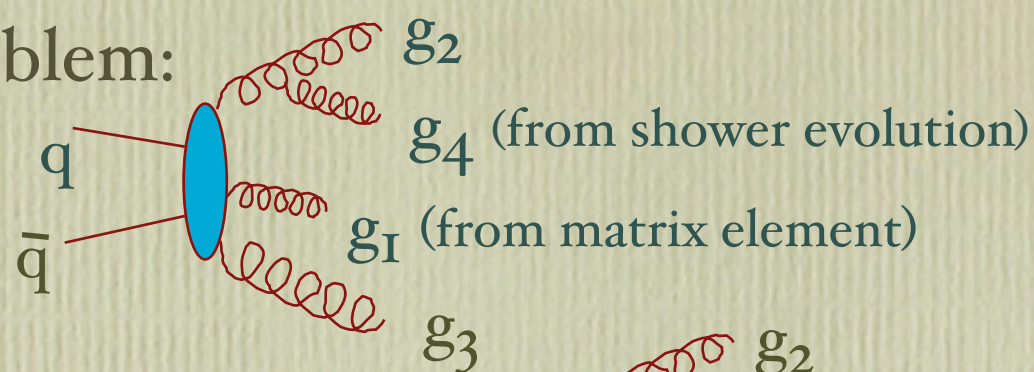 blem:
g2
q
g4 (from shower evolution)
q̄
g1 (from matrix element)
g3
g2